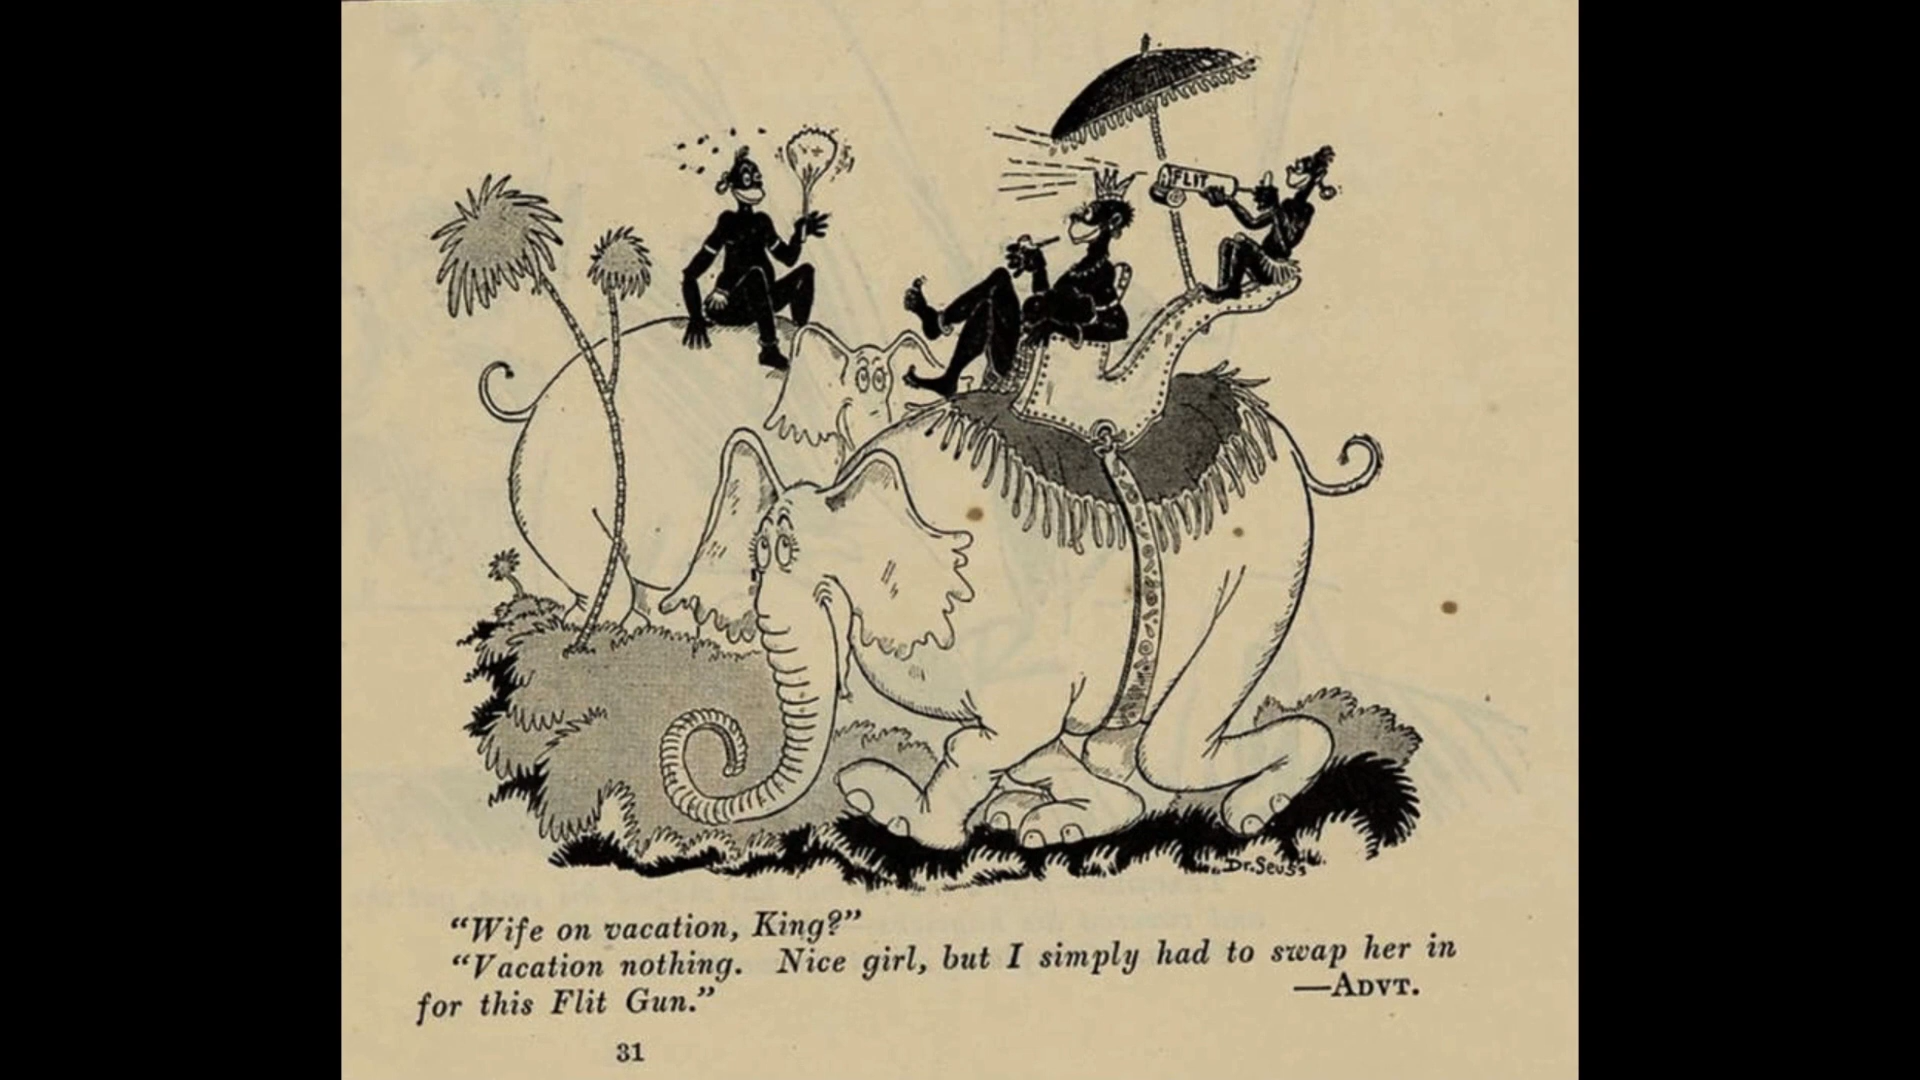 FLIT
Dr. Seuss
"Wife on vacation, King?"
"Vacation nothing. Nice girl, but I simply had to swap her in
for this Flit Gun."
—ADVT.
31